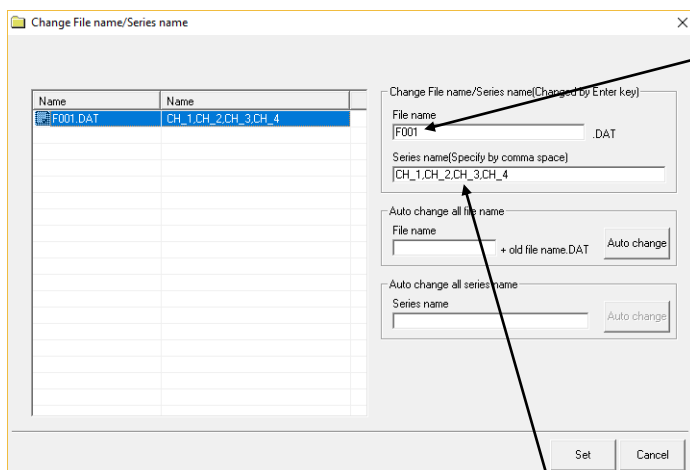 Change File name/Series name
Name Name
F001.DAT CH_1,CH_2,CH_3,CH_4
Change File name/Series name(Changed by Enter key)
File name
F001 .DAT
Series name(Specify by comma space)
CH_1,CH_2,CH_3,CH_4
Auto change all file name
File name
+ old file name.DAT Auto change
Auto change all series name
Series name
Auto change
Set Cancel